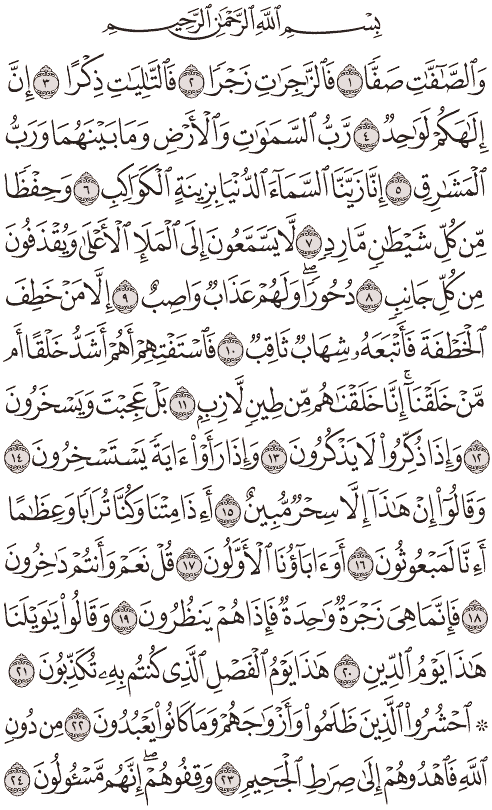 بِسْمِ ٱللَّهِ ٱلرَّحْمَٰنِ ٱلرَّحِيمِ
وَٱلصَّٰٓفَّٰتِ صَفًّا ١ فَٱلزَّٰجِرَٰتِ زَجْرًا ٢ فَٱلتَّٰلِيَٰتِ ذِكْرًا ٣ إِنَّ
إِلَٰهَكُمْ لَوَٰحِدٌ ٤ رَّبُّ ٱلسَّمَٰوَٰتِ وَٱلْأَرْضِ وَمَا بَيْنَهُمَا وَرَبُّ
ٱلْمَشَٰرِقِ ٥ إِنَّا زَيَّنَّا ٱلسَّمَآءَ ٱلدُّنْيَا بِزِينَةٍ ٱلْكَوَاكِبِ ٦ وَحِفْظًا
مِّن كُلِّ شَيْطَٰنٍ مَّارِدٍ ٧ لَّا يَسَّمَّعُونَ إِلَى ٱلْمَلَإِ ٱلْأَعْلَىٰ وَيُقْذَفُونَ
مِن كُلِّ جَانِبٍ ٨ دُحُورًا ۖ وَلَهُمْ عَذَابٌ وَاصِبٌ ٩ إِلَّا مَنْ خَطِفَ
ٱلْخَطْفَةَ فَأَتْبَعَهُۥ شِهَابٌ ثَاقِبٌ ١٠ فَٱسْتَفْتِهِمْ أَهُمْ أَشَدُّ خَلْقًا أَم
مَّنْ خَلَقْنَآ ۚ إِنَّا خَلَقْنَٰهُم مِّن طِينٍ لَّازِبٍۭ ١١ بَلْ عَجِبْتَ وَيَسْخَرُونَ
١٢ وَإِذَا ذُكِّرُوا۟ لَا يَذْكُرُونَ ١٣ وَإِذَا رَأَوْا۟ ءَايَةً يَسْتَسْخِرُونَ ١٤
وَقَالُوٓا۟ إِنْ هَٰذَآ إِلَّا سِحْرٌ مُّبِينٌ ١٥ أَءِذَا مِتْنَا وَكُنَّا تُرَابًا وَعِظَٰمًا
أَءِنَّا لَمَبْعُوثُونَ ١٦ أَوَءَابَآؤُنَا ٱلْأَوَّلُونَ ١٧ قُلْ نَعَمْ وَأَنتُمْ دَٰخِرُونَ
١٨ فَإِنَّمَا هِىَ زَجْرَةٌ وَٰحِدَةٌ فَإِذَا هُمْ يَنظُرُونَ ١٩ وَقَالُوا۟ يَٰوَيْلَنَا
هَٰذَا يَوْمُ ٱلدِّينِ ٢٠ هَٰذَا يَوْمُ ٱلْفَصْلِ ٱلَّذِى كُنتُم بِهِۦ تُكَذِّبُونَ ٢١
۞ ٱحْشُرُوا۟ ٱلَّذِينَ ظَلَمُوا۟ وَأَزْوَٰجَهُمْ وَمَا كَانُوا۟ يَعْبُدُونَ ٢٢ مِن دُونِ
ٱللَّهِ فَٱهْدُوهُمْ إِلَىٰ صِرَٰطِ ٱلْجَحِيمِ ٢٣ وَقِفُوهُمْ ۖ إِنَّهُم مَّسْـُٔولُونَ ٢٤